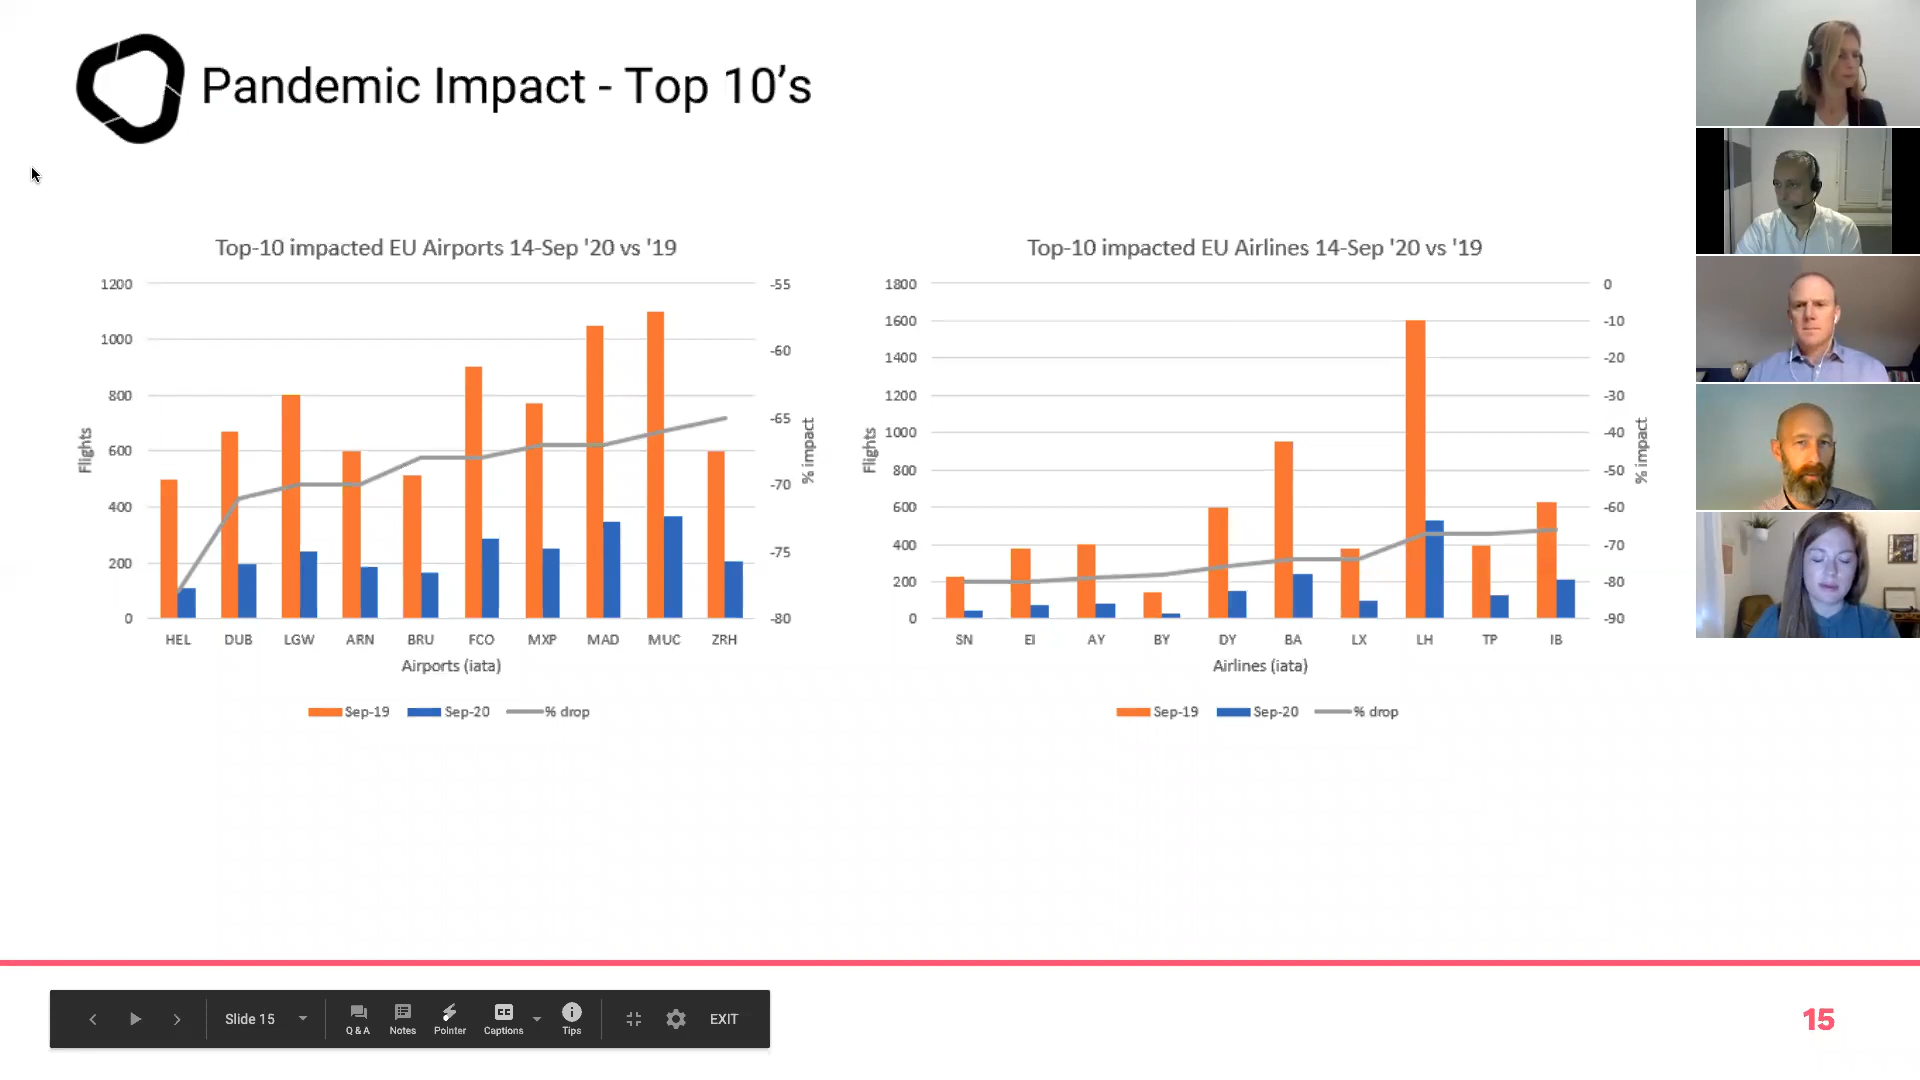 Pandemic Impact - Top 10’s
Top-10 impacted EU Airports 14-Sep '20 vs '19
1200
1000
800
600
400
200
0
Flights
-55
-60
-65
-70
-75
-80
% impact
HEL DUB LGW ARN BRU FCO MXP MAD MUC ZRH
Airports (iata)
Sep-19 Sep-20 % drop
Top-10 impacted EU Airlines 14-Sep '20 vs '19
1800
1600
1400
1200
1000
800
600
400
200
0
Flights
0
-10
-20
-30
-40
-50
-60
-70
-80
-90
% impact
SN EI AY BY DY BA LX LH TP IB
Airlines (iata)
Sep-19 Sep-20 % drop
Slide 15
Q & A
Notes
Pointer
CC
Captions
Tips
EXIT
15